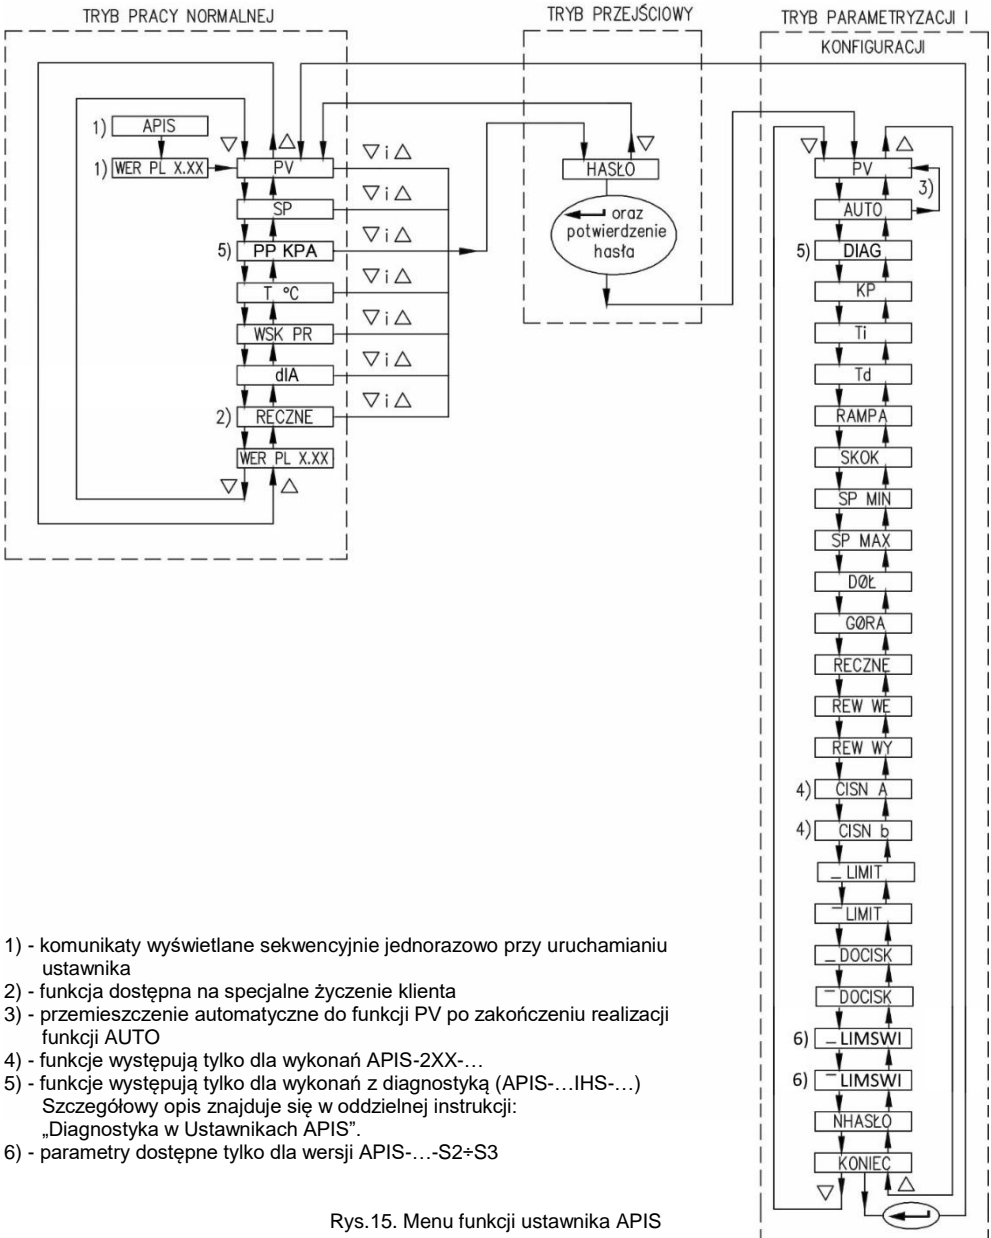 TRYB PRACY NORMALNEJ
1) APIS
1) WER PL X.XX
PV
▽ i △
SP
▽ i △
5) PP KPA
▽ i △
T °C
▽ i △
WSK PR
▽ i △
dIA
▽ i △
2) RECZNE
▽ i △
WER PL X.XX
TRYB PRZEJŚCIOWY
HASŁO
oraz
potwierdzenie
hasła
TRYB PARAMETRYZACJI I
KONFIGURACJI
PV
3)
AUTO
5) DIAG
KP
Ti
Td
RAMPA
SKOK
SP MIN
SP MAX
DØŁ
GØRA
RECZNE
REW WE
REW WY
4) CISN A
4) CISN b
_ LIMIT
‾ LIMIT
_ DOCISK
‾ DOCISK
6) _ LIMSWI
6) ‾ LIMSWI
NHASŁO
KONIEC
1) - komunikaty wyświetlane sekwencyjnie jednorazowo przy uruchamianiu
ustawnika
2) - funkcja dostępna na specjalne życzenie klienta
3) - przemieszczenie automatyczne do funkcji PV po zakończeniu realizacji
funkcji AUTO
4) - funkcje występują tylko dla wykonań APIS-2XX-…
5) - funkcje występują tylko dla wykonań z diagnostyką (APIS-…IHS-…)
Szczegółowy opis znajduje się w oddzielnej instrukcji:
„Diagnostyka w Ustawnikach APIS”.
6) - parametry dostępne tylko dla wersji APIS-…-S2÷S3
Rys.15. Menu funkcji ustawnika APIS